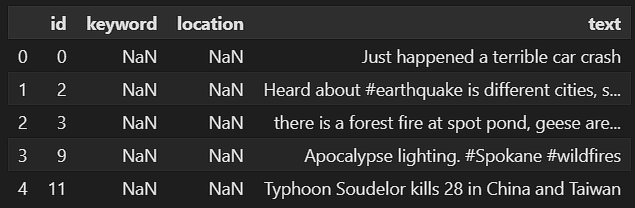 id keyword location text
0 0 NaN NaN Just happened a terrible car crash
1 2 NaN NaN Heard about #earthquake is different cities, s...
2 3 NaN NaN there is a forest fire at spot pond, geese are...
3 9 NaN NaN Apocalypse lighting. #Spokane #wildfires
4 11 NaN NaN Typhoon Soudelor kills 28 in China and Taiwan